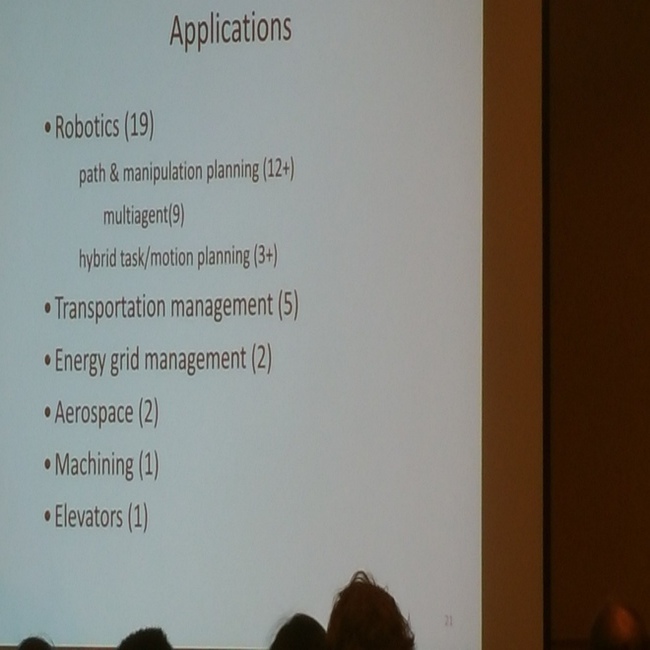 Applications
• Robotics (19)
path & manipulation planning (12+)
multiagent(9)
hybrid task/motion planning (3+)
• Transportation management (5)
• Energy grid management (2)
• Aerospace (2)
• Machining (1)
• Elevators (1)
21